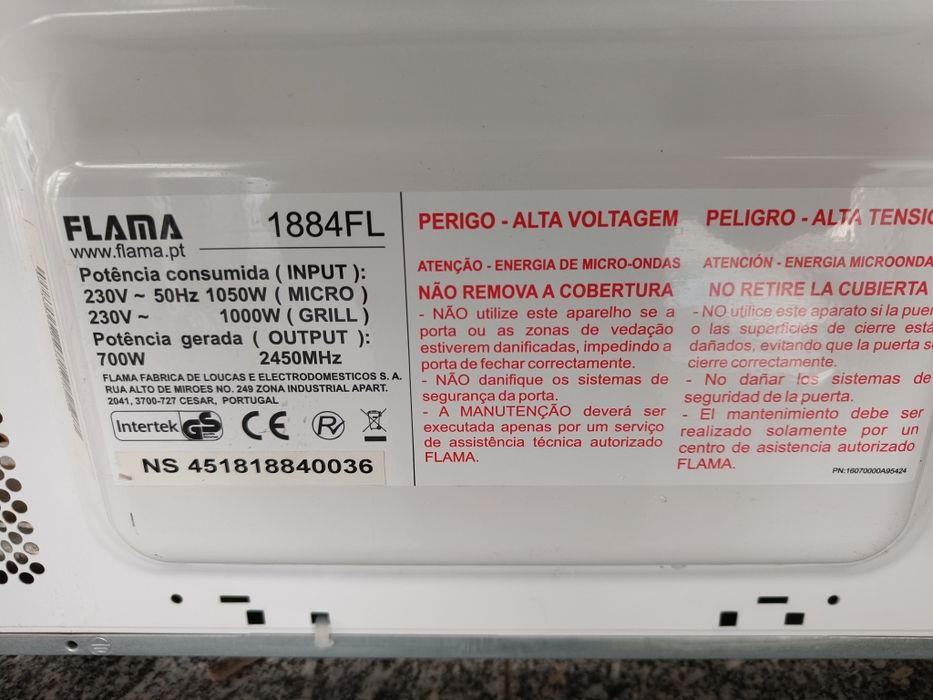 FLAMA 1884FL
www.flama.pt
Potência consumida ( INPUT ):
230V ~ 50Hz 1050W ( MICRO )
230V ~ 1000W ( GRILL )
Potência gerada ( OUTPUT ):
700W 2450MHz
FLAMA FABRICA DE LOUCAS E ELECTRODOMESTICOS S. A.
RUA ALTO DE MIROES NO. 249 ZONA INDUSTRIAL APART.
2041, 3700-727 CESAR, PORTUGAL
Intertek GS CE
NS 451818840036
PERIGO - ALTA VOLTAGEM
ATENÇÃO - ENERGIA DE MICRO-ONDAS
NÃO REMOVA A COBERTURA
- NÃO utilize este aparelho se a
porta ou as zonas de vedação
estiverem danificadas, impedindo a
porta de fechar correctamente.
- NÃO danifique os sistemas de
segurança da porta.
- A MANUTENÇÃO deverá ser
executada apenas por um serviço
de assistência técnica autorizado
FLAMA.
PELIGRO - ALTA TENSIÓ
ATENCIÓN - ENERGIA MICROONDA
NO RETIRE LA CUBIERTA
- NO utilice este aparato si la puer
o las superficies de cierre está
dañados, evitando que la puerta s
cierre correctamente.
- No dañar los sistemas de
seguridad de la puerta.
- El mantenimiento debe ser
realizado solamente por un
centro de asistencia autorizado
FLAMA.
PN:16070000A95424